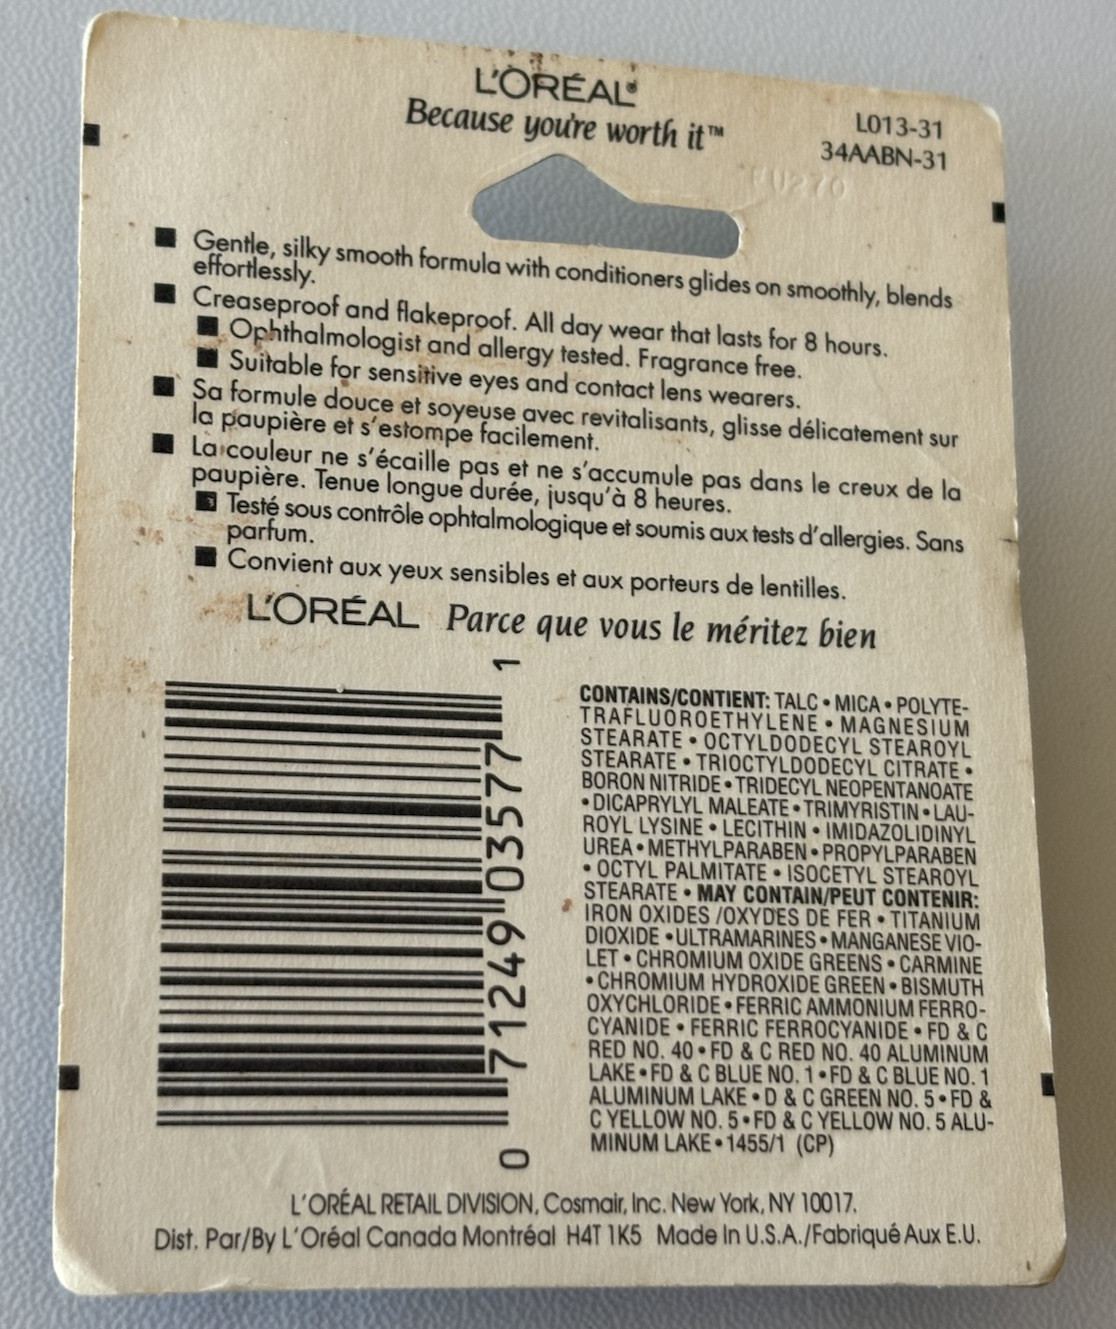 L'ORÉAL®
Because you're worth it™
L013-31
34AABN-31
■ Gentle, silky smooth formula with conditioners glides on smoothly, blends
effortlessly.
■ Creaseproof and flakeproof. All day wear that lasts for 8 hours.
■ Ophthalmologist and allergy tested. Fragrance free.
■ Suitable for sensitive eyes and contact lens wearers.
■ Sa formule douce et soyeuse avec revitalisants, glisse délicatement sur
la paupière et s'estompe facilement.
■ La couleur ne s'écaille pas et ne s'accumule pas dans le creux de la
paupière. Tenue longue durée, jusqu'à 8 heures.
■ Testé sous contrôle ophtalmologique et soumis aux tests d'allergies. Sans
parfum.
■ Convient aux yeux sensibles et aux porteurs de lentilles.
L'ORÉAL Parce que vous le méritez bien
0 71249 03577 1
CONTAINS/CONTIENT: TALC • MICA • POLYTE-
TRAFLUOROETHYLENE • MAGNESIUM
STEARATE • OCTYLDODECYL STEAROYL
STEARATE • TRIOCTYLDODECYL CITRATE •
BORON NITRIDE • TRIDECYL NEOPENTANOATE
• DICAPRYLYL MALEATE • TRIMYRISTIN • LAU-
ROYL LYSINE • LECITHIN • IMIDAZOLIDINYL
UREA • METHYLPARABEN • PROPYLPARABEN
• OCTYL PALMITATE • ISOCETYL STEAROYL
STEARATE • MAY CONTAIN/PEUT CONTENIR:
IRON OXIDES /OXYDES DE FER • TITANIUM
DIOXIDE • ULTRAMARINES • MANGANESE VIO-
LET • CHROMIUM OXIDE GREENS • CARMINE
• CHROMIUM HYDROXIDE GREEN • BISMUTH
OXYCHLORIDE • FERRIC AMMONIUM FERRO-
CYANIDE • FERRIC FERROCYANIDE • FD & C
RED NO. 40 • FD & C RED NO. 40 ALUMINUM
LAKE • FD & C BLUE NO. 1 • FD & C BLUE NO. 1
ALUMINUM LAKE • D & C GREEN NO. 5 • FD &
C YELLOW NO. 5 • FD & C YELLOW NO. 5 ALU-
MINUM LAKE • 1455/1 (CP)
L'ORÉAL RETAIL DIVISION, Cosmair, Inc. New York, NY 10017.
Dist. Par/By L'Oréal Canada Montréal H4T 1K5 Made In U.S.A./Fabriqué Aux E.U.